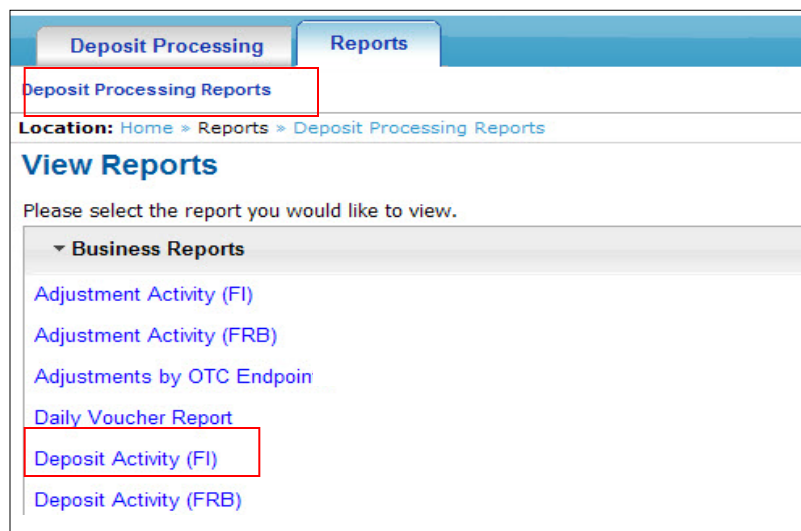 Deposit Processing Reports
Deposit Processing Reports
Location: Home » Reports » Deposit Processing Reports
View Reports
Please select the report you would like to view.
Business Reports
Adjustment Activity (FI)
Adjustment Activity (FRB)
Adjustments by OTC Endpoin
Daily Voucher Report
Deposit Activity (FI)
Deposit Activity (FRB)